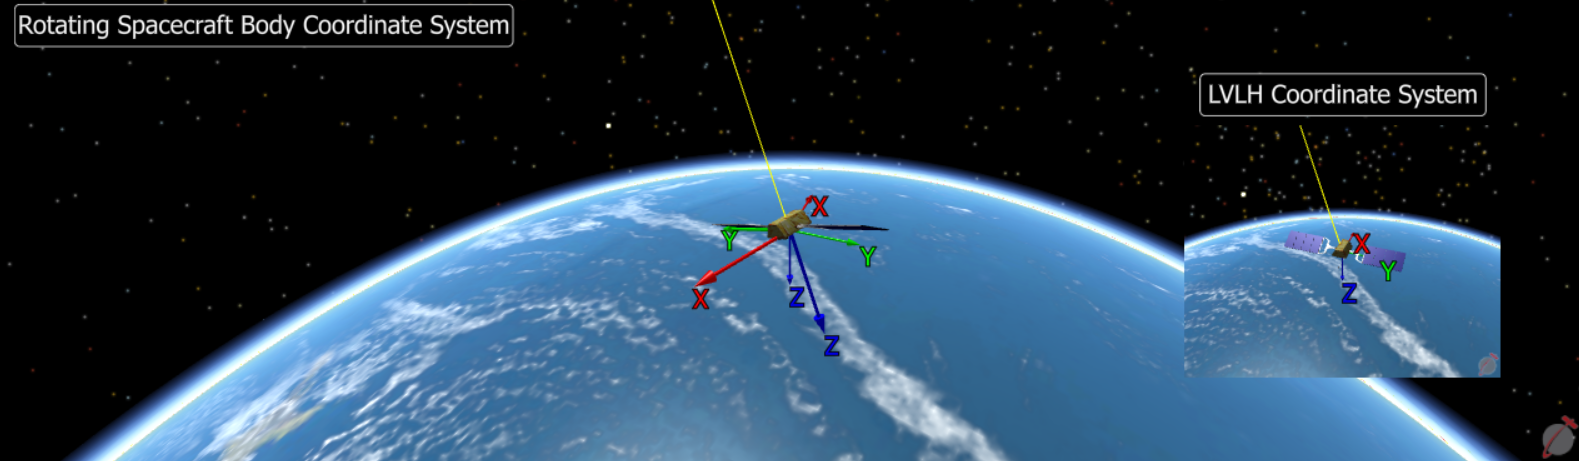 Rotating Spacecraft Body Coordinate System
LVLH Coordinate System
X
Y
Y
X
Z
Z
X
Y
Z